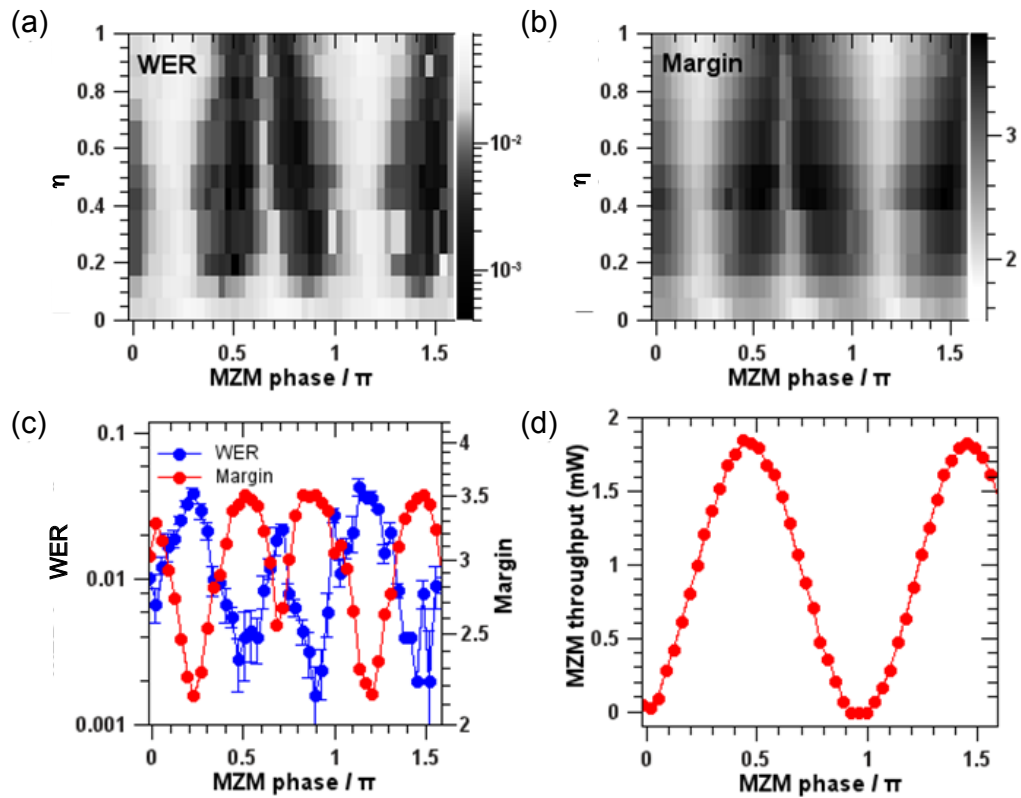 (a)
(b)
WER
Margin
1
0.8
0.6
0.4
0.2
0
η
0
0.5
1
1.5
MZM phase / π
10⁻²
10⁻³
1
0.8
0.6
0.4
0.2
0
η
0
0.5
1
1.5
MZM phase / π
3
2
(c)
(d)
0.1
0.01
0.001
WER
WER
Margin
4
3.5
3
2.5
2
Margin
0
0.5
1
1.5
MZM phase / π
2
1.5
1
0.5
0
MZM throughput (mW)
0
0.5
1
1.5
MZM phase / π